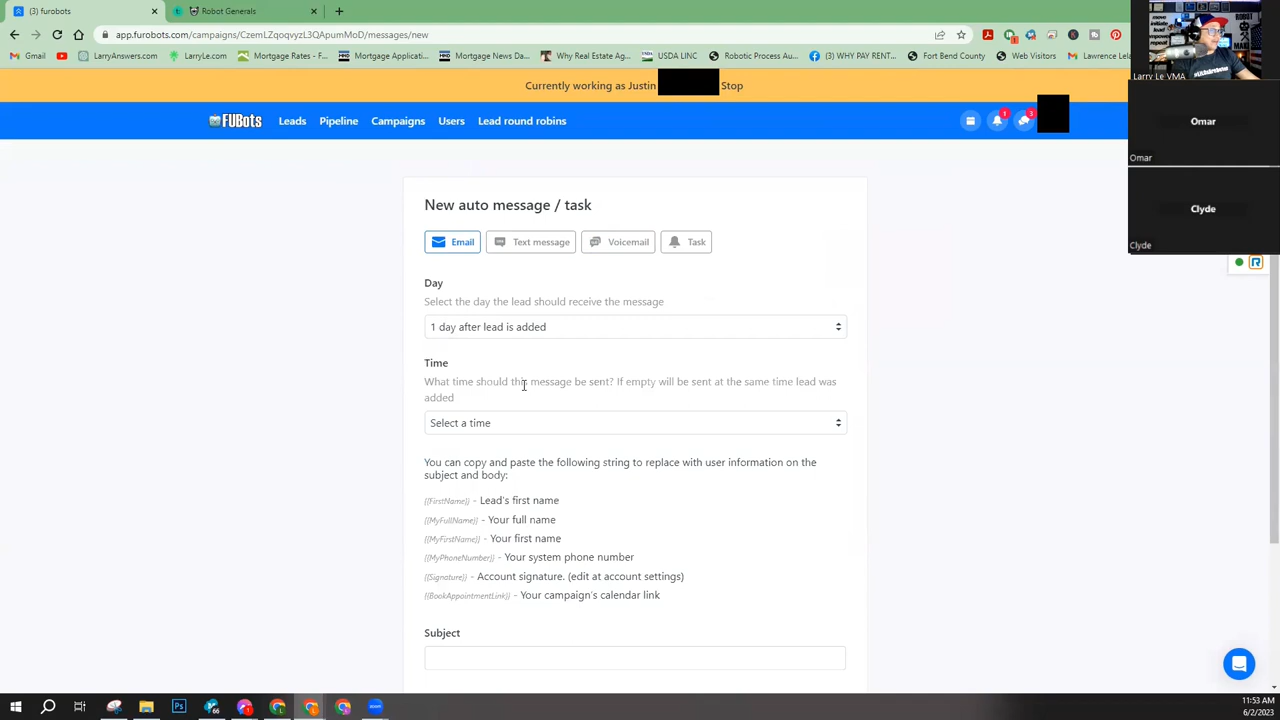 (3) furobots
Robot Generals
app.furobots.com/campaigns/CzemLZqoqvyzL3QApumMoD/messages/new
Gmail
LarryAnswers.com
LarryLe.com
Mortgage Rates – F...
Mortgage Applicati...
Mortgage News Da...
Why Real Estate Ag...
USDA LINC
Robotic Process Au...
(3) WHY PAY RENT...
Fort Bend County
Web Visitors
Lawrence Le
Larry Le VMA
Currently working as Justin
Stop
FUBots
Leads
Pipeline
Campaigns
Users
Lead round robins
1
3
Omar
Omar
Clyde
Clyde
New auto message / task
Email
Text message
Voicemail
Task
Day
Select the day the lead should receive the message
1 day after lead is added
Time
What time should this message be sent? If empty will be sent at the same time lead was
added
Select a time
You can copy and paste the following string to replace with user information on the
subject and body:
{{FirstName}} - Lead's first name
{{MyFullName}} - Your full name
{{MyFirstName}} - Your first name
{{MyPhoneNumber}} - Your system phone number
{{Signature}} - Account signature. (edit at account settings)
{{BookAppointmentLink}} - Your campaign's calendar link
Subject
11:53 AM
6/2/2023